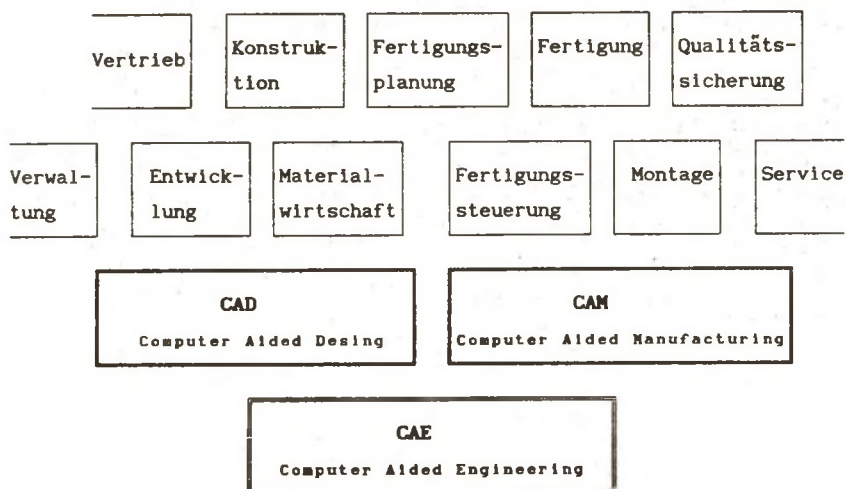 Vertrieb
Konstruk-
tion
Fertigungs-
planung
Fertigung
Qualitäts-
sicherung
Verwal-
tung
Entwick-
lung
Material-
wirtschaft
Fertigungs-
steuerung
Montage
Service
CAD
Computer Aided Desing
CAM
Computer Aided Manufacturing
CAE
Computer Aided Engineering